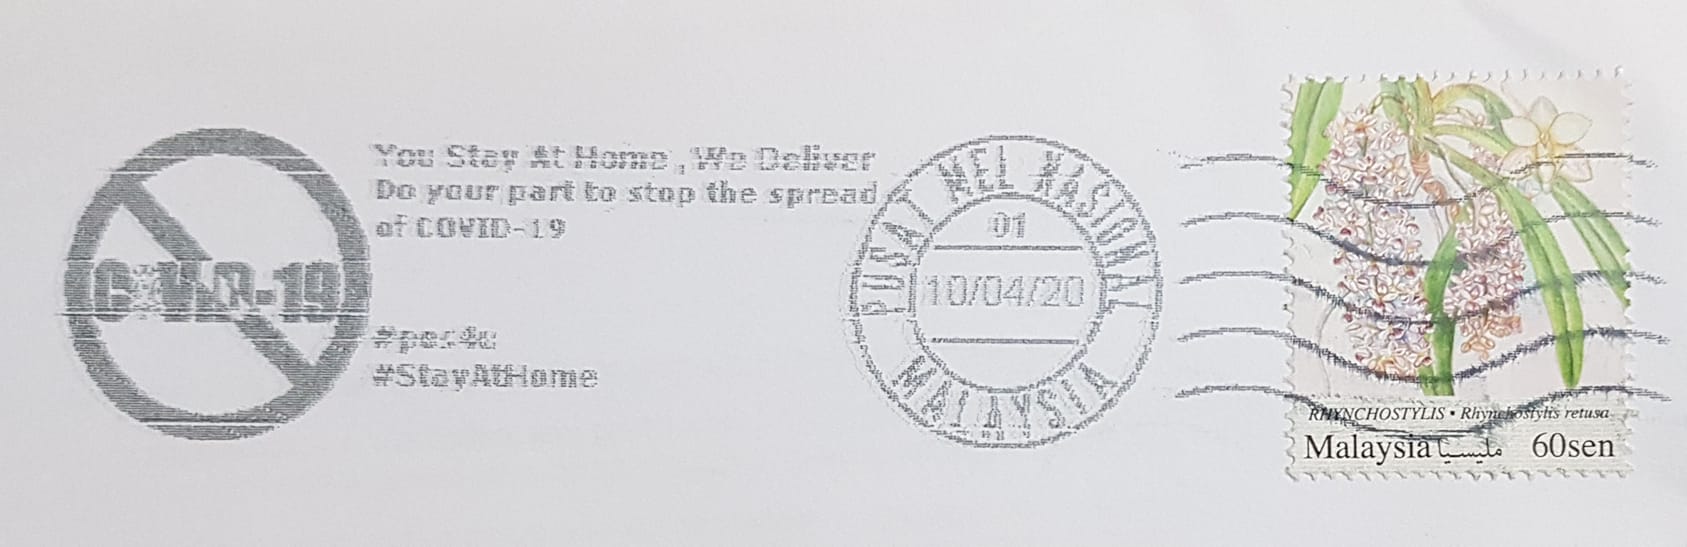 COVID-19
You Stay At Home, We Deliver
Do your part to stop the spread
of COVID-19
#pos4u
#StayAtHome
PUSAT MEL NASIONAL
01
10/04/20
MALAYSIA
RHYNCHOSTYLIS • Rhynchostylis retusa
Malaysia مليسيا 60sen